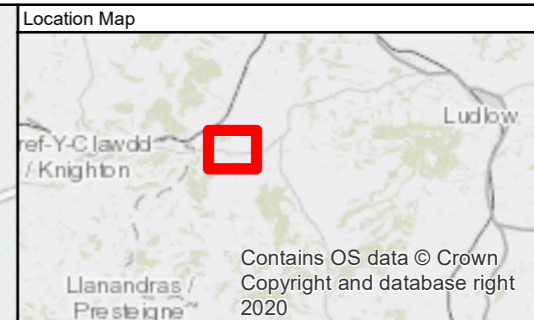 Location Map
Ludlow
ref-Y-Clawdd
/ Knighton
Contains OS data © Crown
Copyright and database right
2020
Llanandras /
Presteigne